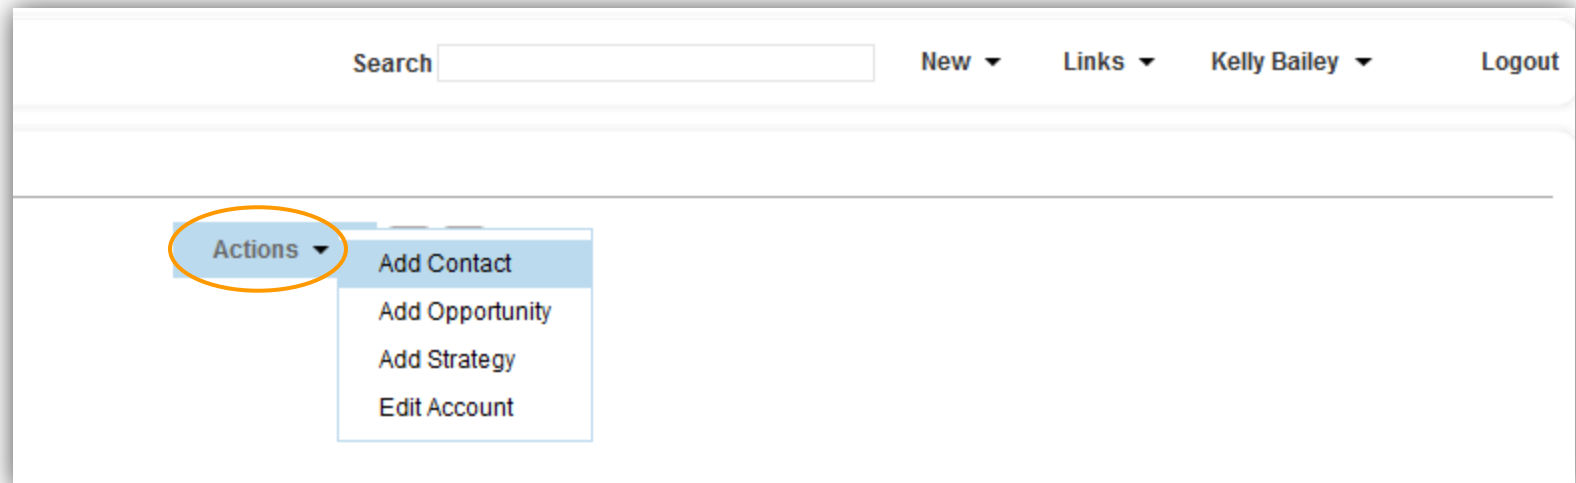 Search New Links Kelly Bailey Logout
Actions
Add Contact
Add Opportunity
Add Strategy
Edit Account